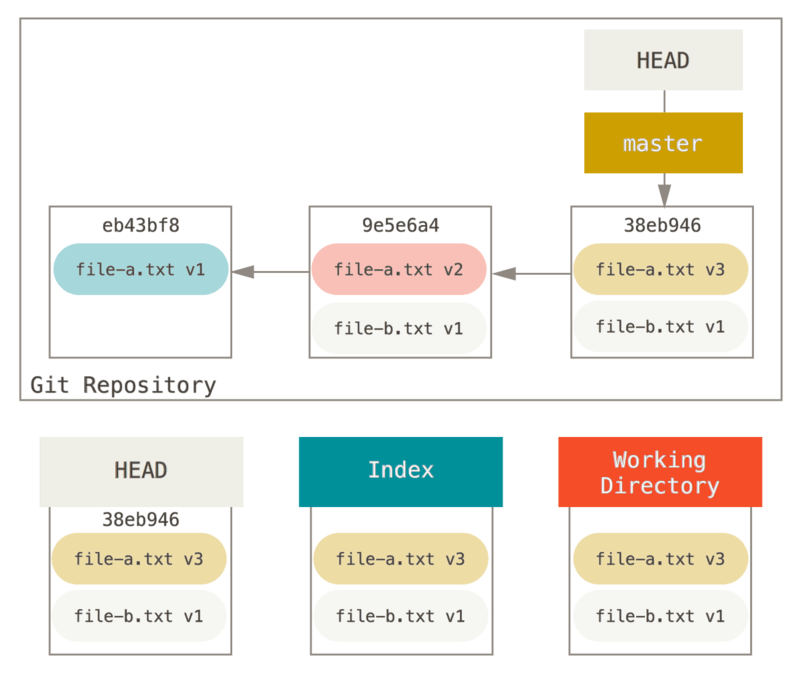 HEAD
master
eb43bf8
9e5e6a4
38eb946
file-a.txt v1
file-a.txt v2
file-a.txt v3
file-b.txt v1
file-b.txt v1
Git Repository
HEAD
Index
Working
Directory
38eb946
file-a.txt v3
file-a.txt v3
file-a.txt v3
file-b.txt v1
file-b.txt v1
file-b.txt v1